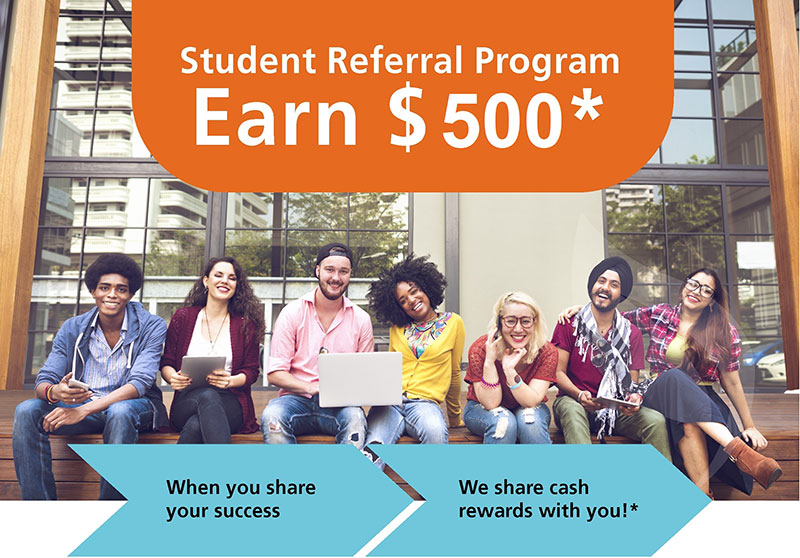 Student Referral Program
Earn $500*
When you share
your success
We share cash
rewards with you!*